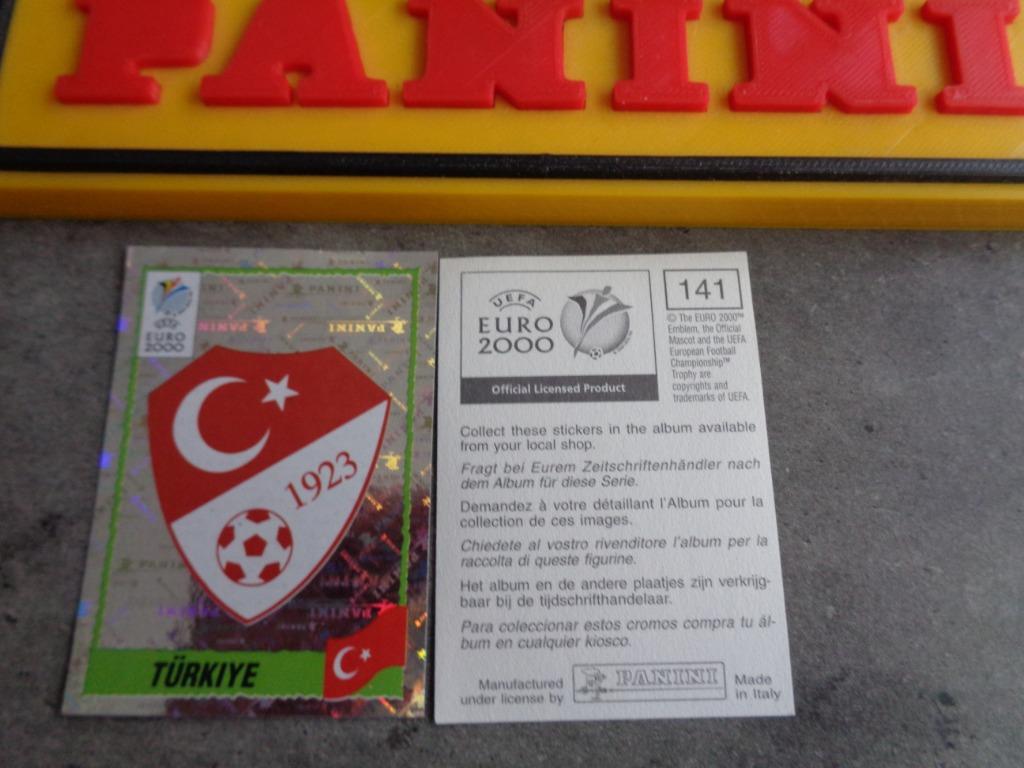 PANINI
UEFA
EURO
2000
PANINI
PANINI
PANINI
1923
PANINI
PANINI
PANINI
TÜRKIYE
UEFA
EURO
2000
Official Licensed Product
141
© The EURO 2000™
Emblem, the Official
Mascot and the UEFA
European Football
Championship™
Trophy are
copyrights and
trademarks of UEFA.
Collect these stickers in the album available
from your local shop.
Fragt bei Eurem Zeitschriftenhändler nach
dem Album für diese Serie.
Demandez à votre détaillant l'Album pour la
collection de ces images.
Chiedete al vostro rivenditore l'album per la
raccolta di queste figurine.
Het album en de andere plaatjes zijn verkrijg-
baar bij de tijdschrifthandelaar.
Para coleccionar estos cromos compra tu ál-
bum en cualquier kiosco.
Manufactured
under license by
PANINI
Made
in Italy